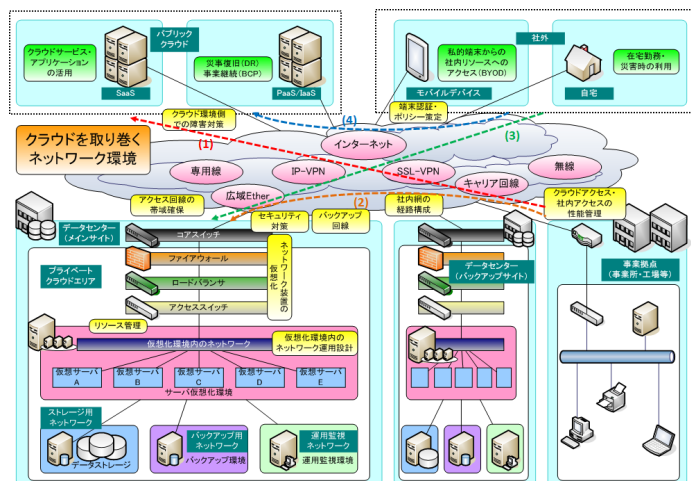 パブリック
クラウド
クラウドサービス・
アプリケーション
の活用
SaaS
災害復旧(DR)
事業継続(BCP)
PaaS/IaaS
社外
私的端末からの
社内リソースへの
アクセス(BYOD)
モバイルデバイス
在宅勤務・
災害時の利用
自宅
クラウド環境側
での障害対策
端末認証・
ポリシー策定
(4)
(1)
(3)
(2)
クラウドを取り巻く
ネットワーク環境
インターネット
専用線
IP-VPN
SSL-VPN
無線
広域Ether
キャリア回線
アクセス回線の
帯域確保
セキュリティ
対策
バックアップ
回線
社内網の
経路構成
クラウドアクセス・
社内アクセスの
性能管理
データセンター
(メインサイト)
コアスイッチ
ファイアウォール
ロードバランサ
アクセススイッチ
ネットワーク装置の
仮想化
プライベート
クラウドエリア
リソース管理
仮想化環境内のネットワーク
仮想化環境内の
ネットワーク運用設計
仮想サーバ
A
仮想サーバ
B
仮想サーバ
C
仮想サーバ
D
仮想サーバ
E
サーバ仮想化環境
ストレージ用
ネットワーク
データストレージ
バックアップ用
ネットワーク
バックアップ環境
運用監視
ネットワーク
運用監視環境
データセンター
(バックアップサイト)
事業拠点
(事業所・工場等)